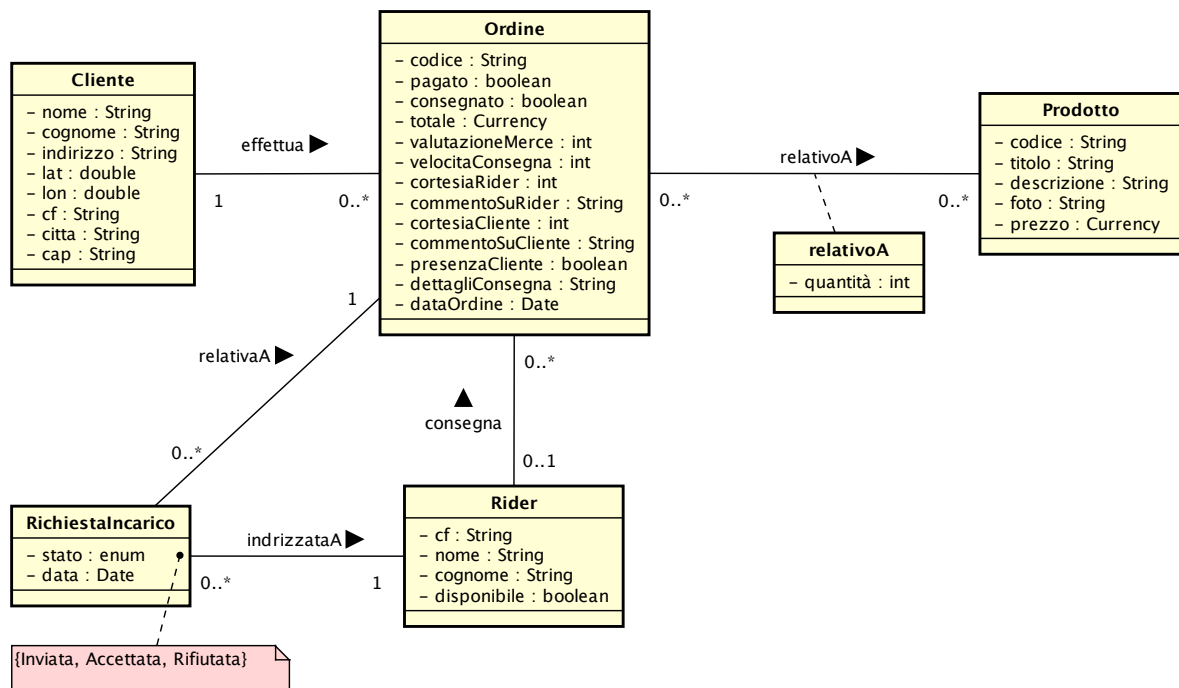 Cliente
– nome : String
– cognome : String
– indirizzo : String
– lat : double
– lon : double
– cf : String
– citta : String
– cap : String
effettua
1
0..*
Ordine
– codice : String
– pagato : boolean
– consegnato : boolean
– totale : Currency
– valutazioneMerce : int
– velocitaConsegna : int
– cortesiaRider : int
– commentoSuRider : String
– cortesiaCliente : int
– commentoSuCliente : String
– presenzaCliente : boolean
– dettagliConsegna : String
– dataOrdine : Date
relativoA
0..*
0..*
Prodotto
– codice : String
– titolo : String
– descrizione : String
– foto : String
– prezzo : Currency
relativoA
– quantità : int
1
relativaA
0..*
0..*
consegna
0..1
RichiestaIncarico
– stato : enum
– data : Date
indrizzataA
0..*
1
Rider
– cf : String
– nome : String
– cognome : String
– disponibile : boolean
{Inviata, Accettata, Rifiutata}